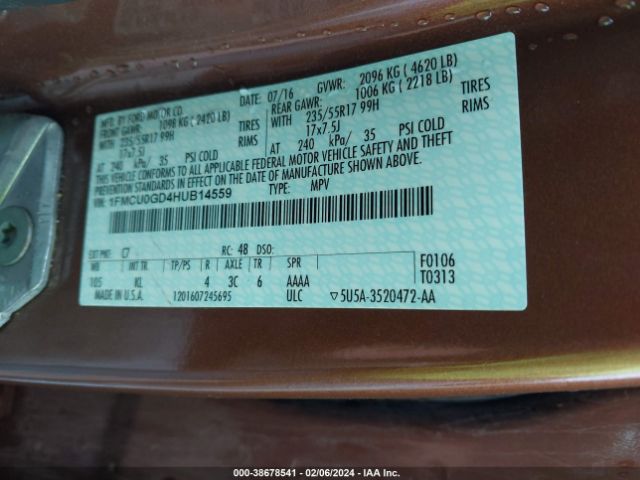 MFD. BY FORD MOTOR CO.
DATE: 07/16 GVWR: 2096 KG ( 4620 LB)
FRONT GAWR: 1098 KG ( 2420 LB) REAR GAWR: 1006 KG ( 2218 LB)
WITH 235/55R17 99H TIRES WITH 235/55R17 99H TIRES
17x7.5J RIMS 17x7.5J RIMS
AT 240 kPa/ 35 PSI COLD AT 240 kPa/ 35 PSI COLD
THIS VEHICLE CONFORMS TO ALL APPLICABLE FEDERAL MOTOR VEHICLE SAFETY AND THEFT
PREVENTION STANDARDS IN EFFECT ON THE DATE OF MANUFACTURE SHOWN ABOVE.
VIN: 1FMCU0GD4HUB14559
TYPE: MPV
EXT PNT: C7 RC: 48 DSO: F0106
WB INT TR TP/PS R AXLE TR SPR T0313
105 KL 4 3C 6 AAAA
MADE IN U.S.A. 1201607245695 ULC ▽5U5A-3520472-AA
000-38678541 - 02/06/2024 - IAA Inc.